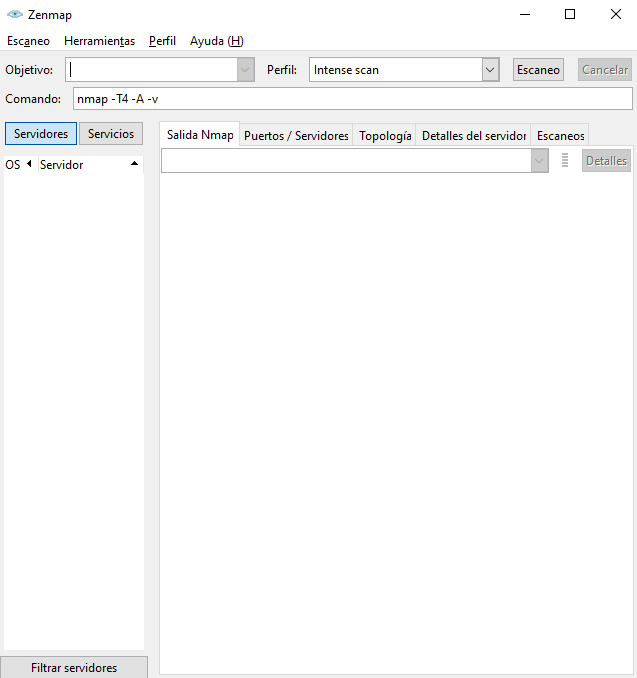 Zenmap
Escaneo Herramientas Perfil Ayuda (H)
Objetivo: Perfil: Intense scan Escaneo Cancelar
Comando: nmap -T4 -A -v
Servidores Servicios Salida Nmap Puertos / Servidores Topología Detalles del servidor Escaneos
OS Servidor Detalles
Filtrar servidores